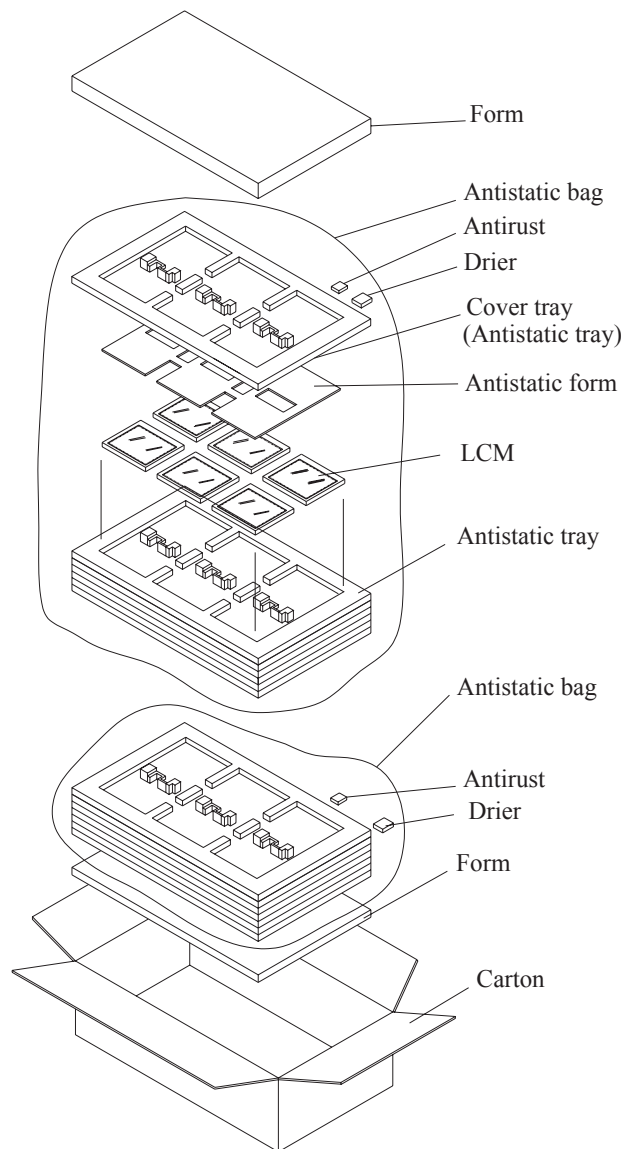 Form
Antistatic bag
Antirust
Drier
Cover tray
(Antistatic tray)
Antistatic form
LCM
Antistatic tray
Antistatic bag
Antirust
Drier
Form
Carton